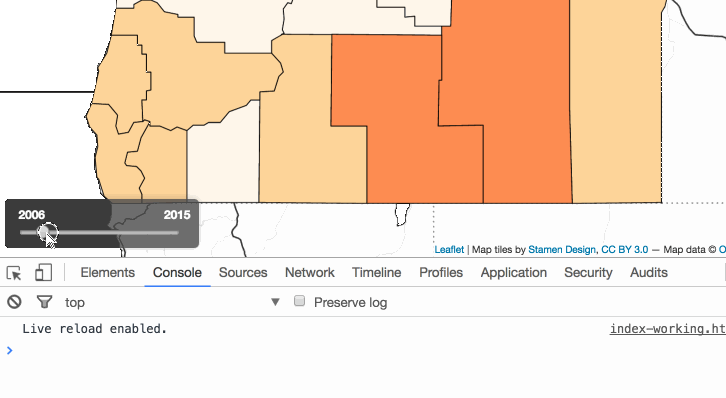 2006 2015
Leaflet | Map tiles by Stamen Design, CC BY 3.0 — Map data © O
Elements Console Sources Network Timeline Profiles Application Security Audits
top ▼ Preserve log
Live reload enabled. index-working.ht